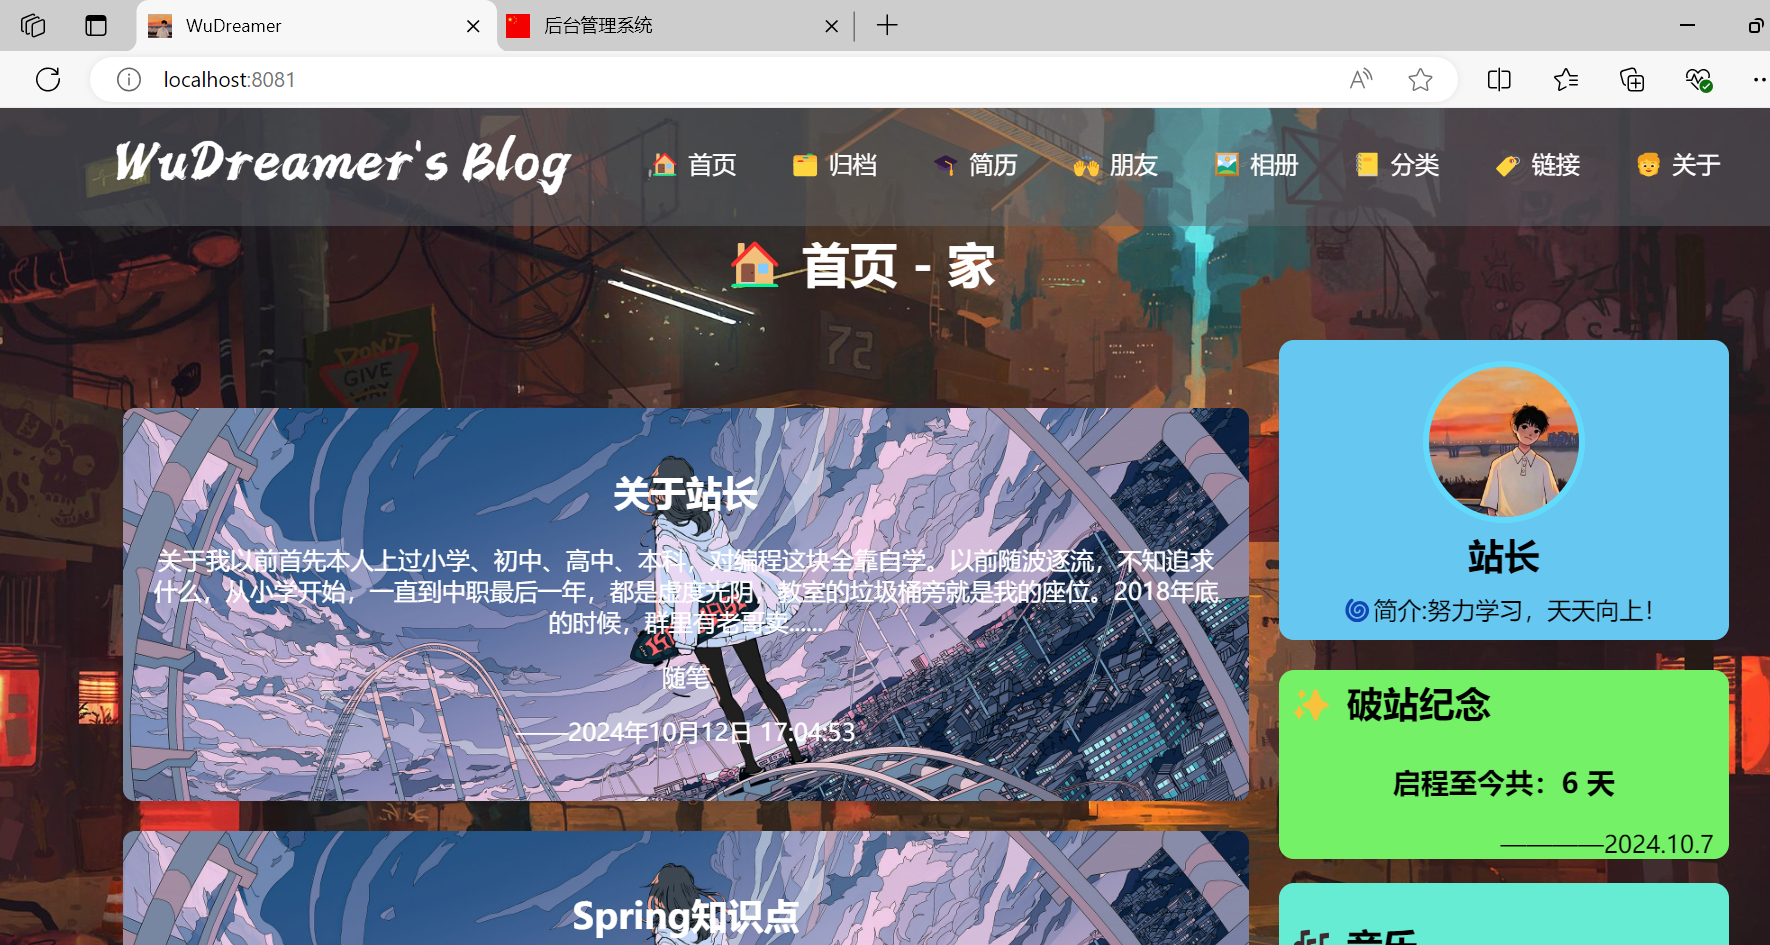 WuDreamer
后台管理系统
localhost:8081
WuDreamer's Blog
首页
归档
简历
朋友
相册
分类
链接
关于
首页 - 家
DON'T
GIVE
WAY
72
关于站长
关于我以前首先本人上过小学、初中、高中、本科，对编程这块全靠自学。以前随波逐流，不知追求
什么，从小学开始，一直到中职最后一年，都是虚度光阴，教室的垃圾桶旁就是我的座位。2018年底
的时候，群里有老哥卖......
随笔
——2024年10月12日 17:04:53
站长
简介:努力学习，天天向上！
破站纪念
启程至今共：6 天
————2024.10.7
Spring知识点
音乐